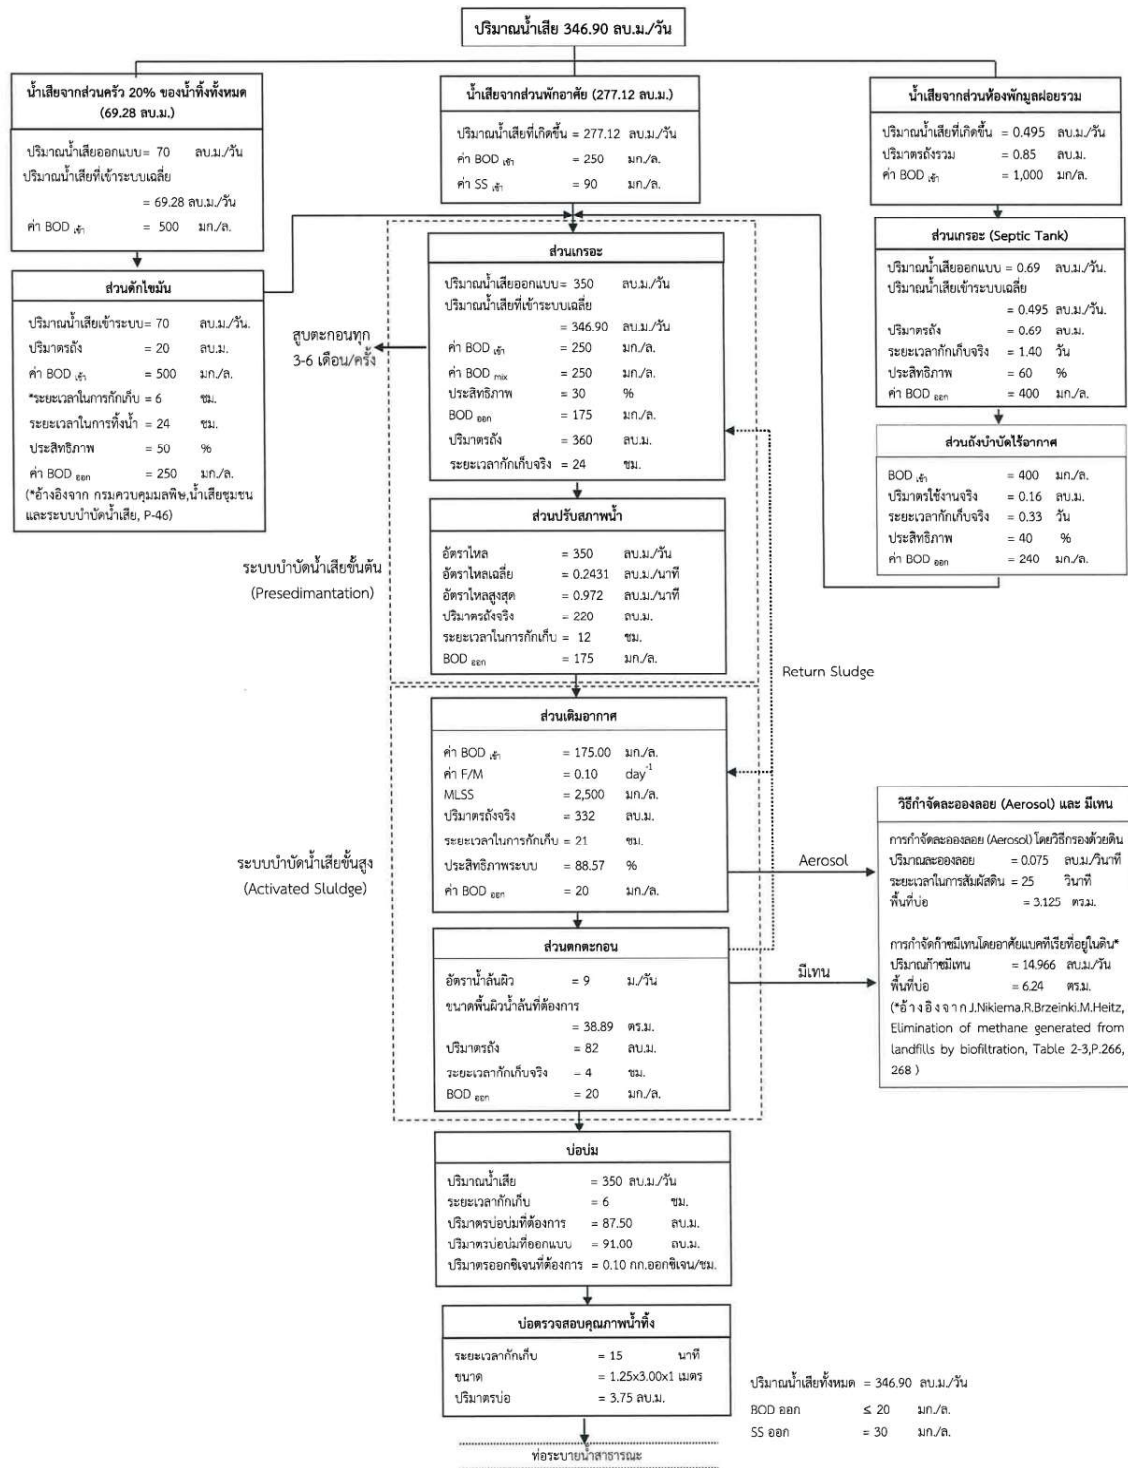 ปริมาณน้ำเสีย 346.90 ลบ.ม./วัน
น้ำเสียจากส่วนครัว 20% ของน้ำทิ้งทั้งหมด
(69.28 ลบ.ม.)
ปริมาณน้ำเสียออกแบบ= 70 ลบ.ม./วัน
ปริมาณน้ำเสียที่เข้าระบบเฉลี่ย
= 69.28 ลบ.ม./วัน
ค่า BOD เข้า = 500 มก./ล.
ส่วนดักไขมัน
ปริมาณน้ำเสียเข้าระบบ= 70 ลบ.ม./วัน.
ปริมาตรถัง = 20 ลบ.ม.
ค่า BOD เข้า = 500 มก./ล.
*ระยะเวลาในการกักเก็บ = 6 ชม.
ระยะเวลาในการทิ้งน้ำ = 24 ชม.
ประสิทธิภาพ = 50 %
ค่า BOD ออก = 250 มก./ล.
(*อ้างอิงจาก กรมควบคุมมลพิษ,น้ำเสียชุมชน
และระบบบำบัดน้ำเสีย, P-46)
น้ำเสียจากส่วนพักอาศัย (277.12 ลบ.ม.)
ปริมาณน้ำเสียที่เกิดขึ้น = 277.12 ลบ.ม./วัน
ค่า BOD เข้า = 250 มก./ล.
ค่า SS เข้า = 90 มก./ล.
น้ำเสียจากส่วนห้องพักมูลฝอยรวม
ปริมาณน้ำเสียที่เกิดขึ้น = 0.495 ลบ.ม/วัน
ปริมาตรถังรวม = 0.85 ลบ.ม.
ค่า BOD เข้า = 1,000 มก/ล.
ส่วนเกรอะ (Septic Tank)
ปริมาณน้ำเสียออกแบบ = 0.69 ลบ.ม./วัน.
ปริมาณน้ำเสียเข้าระบบเฉลี่ย
= 0.495 ลบ.ม./วัน
ปริมาตรถัง = 0.69 ลบ.ม.
ระยะเวลากักเก็บจริง = 1.40 วัน
ประสิทธิภาพ = 60 %
ค่า BOD ออก = 400 มก./ล.
ส่วนถังบำบัดไร้อากาศ
BOD เข้า = 400 มก./ล.
ปริมาตรใช้งานจริง = 0.16 ลบ.ม.
ระยะเวลากักเก็บจริง = 0.33 วัน
ประสิทธิภาพ = 40 %
ค่า BOD ออก = 240 มก./ล.
ส่วนเกรอะ
ปริมาณน้ำเสียออกแบบ= 350 ลบ.ม./วัน
ปริมาณน้ำเสียที่เข้าระบบเฉลี่ย
= 346.90 ลบ.ม./วัน
ค่า BOD เข้า = 250 มก./ล.
ค่า BOD mix = 250 มก./ล.
ประสิทธิภาพ = 30 %
BOD ออก = 175 มก./ล.
ปริมาตรถัง = 360 ลบ.ม.
ระยะเวลากักเก็บจริง = 24 ชม.
สูบตะกอนทุก
3-6 เดือน/ครั้ง
ส่วนปรับสภาพน้ำ
อัตราไหล = 350 ลบ.ม./วัน
อัตราไหลเฉลี่ย = 0.2431 ลบ.ม./นาที
อัตราไหลสูงสุด = 0.972 ลบ.ม./นาที
ปริมาตรถังจริง = 220 ลบ.ม.
ระยะเวลาในการกักเก็บ = 12 ชม.
BOD ออก = 175 มก./ล.
ระบบบำบัดน้ำเสียขั้นต้น
(Presedimantation)
Return Sludge
ส่วนเติมอากาศ
ค่า BOD เข้า = 175.00 มก./ล.
ค่า F/M = 0.10 day-1
MLSS = 2,500 มก./ล.
ปริมาตรถังจริง = 332 ลบ.ม.
ระยะเวลาในการกักเก็บ = 21 ชม.
ประสิทธิภาพระบบ = 88.57 %
ค่า BOD ออก = 20 มก./ล.
ระบบบำบัดน้ำเสียขั้นสูง
(Activated Sluldge)
Aerosol
ส่วนตกตะกอน
อัตราน้ำล้นผิว = 9 ม./วัน
ขนาดพื้นผิวน้ำล้นที่ต้องการ
= 38.89 ตร.ม.
ปริมาตรถัง = 82 ลบ.ม.
ระยะเวลากักเก็บจริง = 4 ชม.
BOD ออก = 20 มก./ล.
มีเทน
วิธีกำจัดละอองลอย (Aerosol) และ มีเทน
การกำจัดละอองลอย (Aerosol) โดยวิธีกรองด้วยดิน
ปริมาณละอองลอย = 0.075 ลบ.ม/วินาที
ระยะเวลาในการสัมผัสดิน = 25 วินาที
พื้นที่บ่อ = 3.125 ตร.ม.
การกำจัดก๊าซมีเทนโดยอาศัยแบคทีเรียที่อยู่ในดิน*
ปริมาณก๊าซมีเทน = 14.966 ลบ.ม/วัน
พื้นที่บ่อ = 6.24 ตร.ม.
(*อ้างอิงจากJ.Nikiema.R.Brzeinki.M.Heitz,
Elimination of methane generated from
landfills by biofiltration, Table 2-3,P.266,
268 )
บ่อบ่ม
ปริมาณน้ำเสีย = 350 ลบ.ม./วัน
ระยะเวลากักเก็บ = 6 ชม.
ปริมาตรบ่อบ่มที่ต้องการ = 87.50 ลบ.ม.
ปริมาตรบ่อบ่มที่ออกแบบ = 91.00 ลบ.ม.
ปริมาตรออกซิเจนที่ต้องการ = 0.10 กก.ออกซิเจน/ชม.
บ่อตรวจสอบคุณภาพน้ำทิ้ง
ระยะเวลากักเก็บ = 15 นาที
ขนาด = 1.25x3.00x1 เมตร
ปริมาตรบ่อ = 3.75 ลบ.ม.
ท่อระบายน้ำสาธารณะ
ปริมาณน้ำเสียทั้งหมด = 346.90 ลบ.ม./วัน
BOD ออก ≤ 20 มก./ล.
SS ออก = 30 มก./ล.